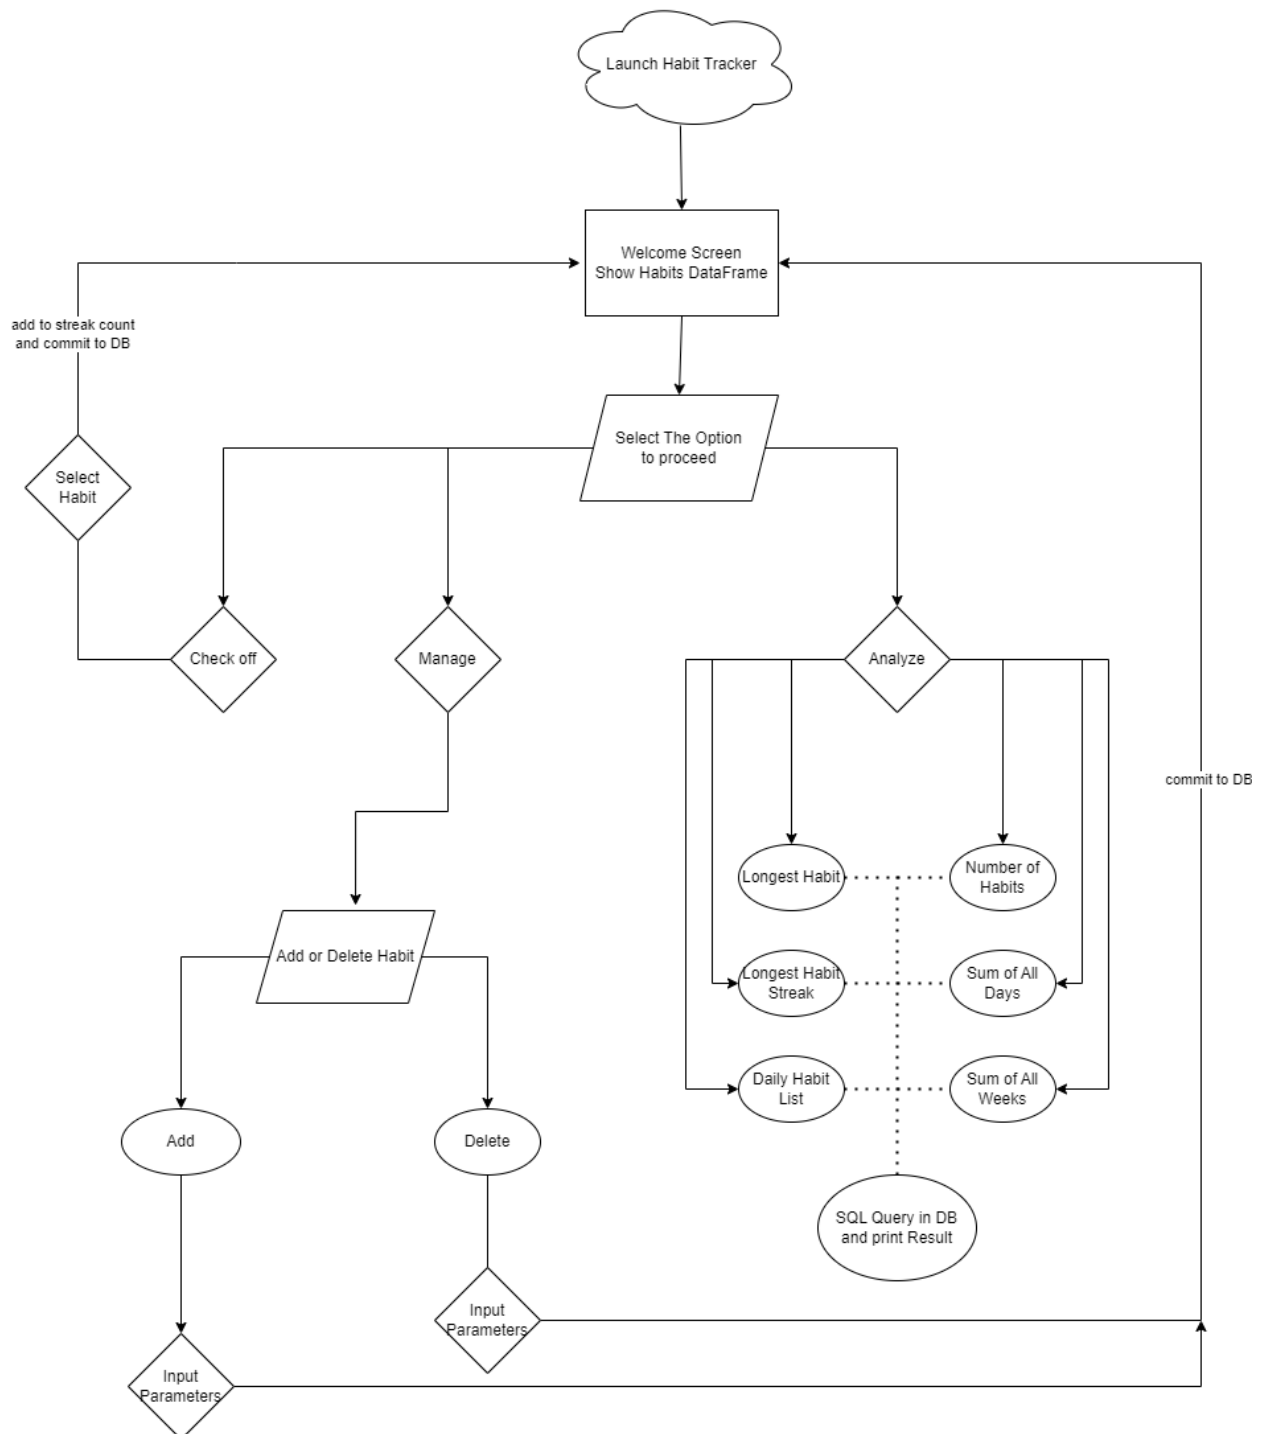 Launch Habit Tracker
Welcome Screen
Show Habits DataFrame
add to streak count
and commit to DB
Select The Option
to proceed
Select
Habit
Check off
Manage
Analyze
commit to DB
Longest Habit
Number of
Habits
Add or Delete Habit
Longest Habit
Streak
Sum of All
Days
Daily Habit
List
Sum of All
Weeks
Add
Delete
SQL Query in DB
and print Result
Input
Parameters
Input
Parameters